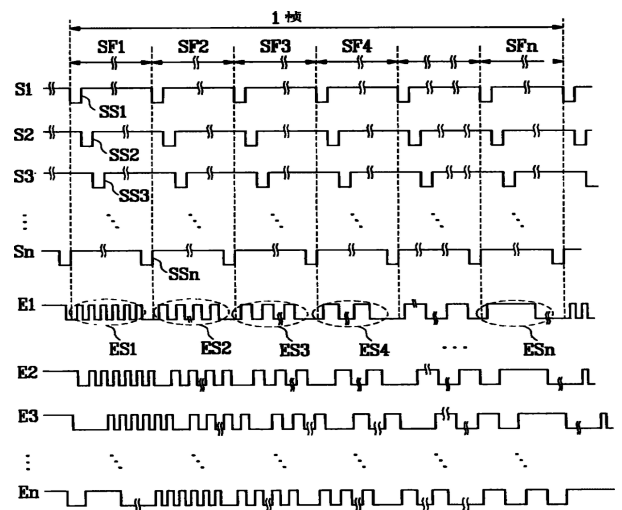 1 帧
SF1 SF2 SF3 SF4 SFn
S1
SS1
S2
SS2
S3
SS3
Sn
SSn
E1
ES1 ES2 ES3 ES4 ESn
E2
E3
En